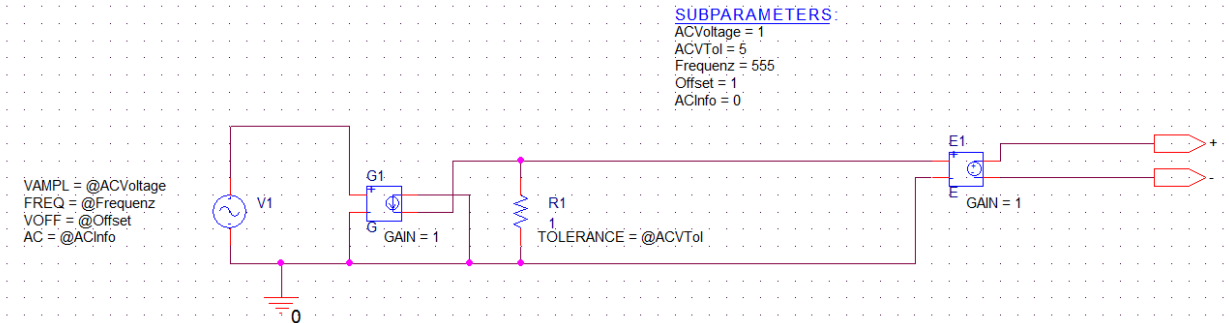 SUBPARAMETERS:
ACVoltage = 1
ACVTol = 5
Frequenz = 555
Offset = 1
ACInfo = 0
E1
+
+
-
-
E
GAIN = 1
G1
+
-
G
GAIN = 1
VAMPL = @ACVoltage
FREQ = @Frequenz
VOFF = @Offset
AC = @ACInfo
V1
R1
1
TOLERANCE = @ACVTol
0